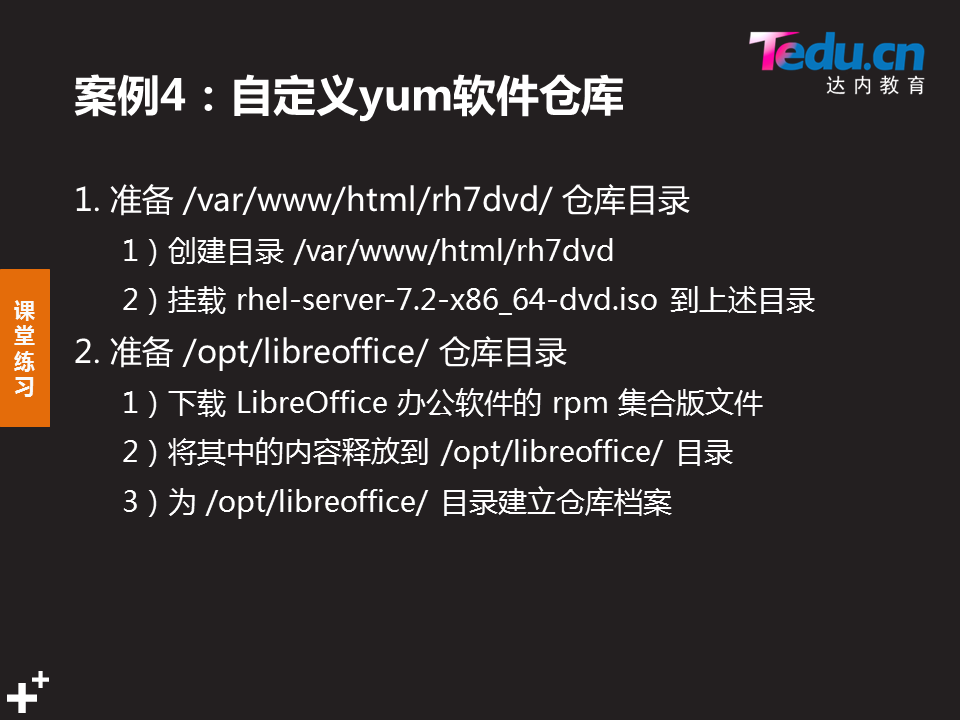 Tedu.cn
达内教育
案例4：自定义yum软件仓库
1. 准备 /var/www/html/rh7dvd/ 仓库目录
1）创建目录 /var/www/html/rh7dvd
2）挂载 rhel-server-7.2-x86_64-dvd.iso 到上述目录
2. 准备 /opt/libreoffice/ 仓库目录
1）下载 LibreOffice 办公软件的 rpm 集合版文件
2）将其中的内容释放到 /opt/libreoffice/ 目录
3）为 /opt/libreoffice/ 目录建立仓库档案
课堂练习